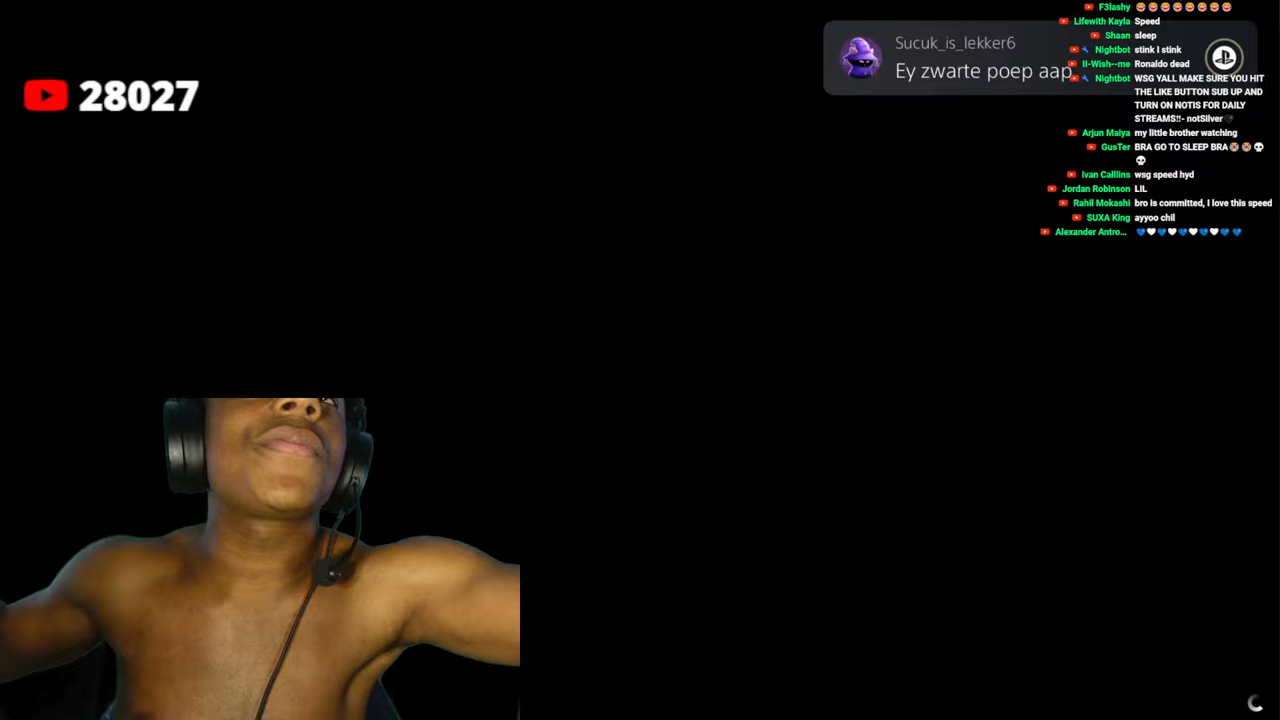 28027
Sucuk_is_lekker6
Ey zwarte poep aap
F3lashy
Lifewith Kayla Speed
Shaan sleep
Nightbot stink I stink
II-Wish--me Ronaldo dead
Nightbot WSG YALL MAKE SURE YOU HIT
THE LIKE BUTTON SUB UP AND
TURN ON NOTIS FOR DAILY
STREAMS!!- notSilver
Arjun Maiya my little brother watching
GusTer BRA GO TO SLEEP BRA
Ivan Calllins wsg speed hyd
Jordan Robinson LIL
Rahil Mokashi bro is committed, I love this speed
SUXA King ayyoo chil
Alexander Antro...